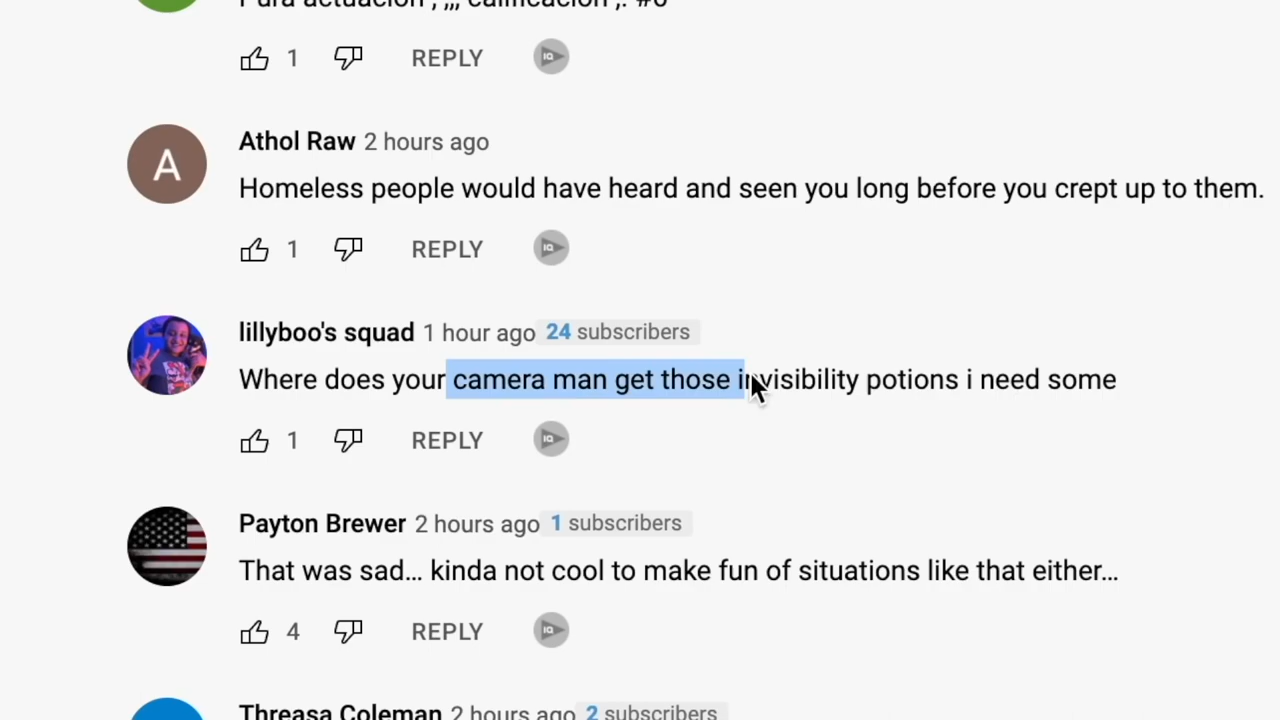 Pura actuacion , ,,, calificacion ,. #0
1 REPLY
A
Athol Raw 2 hours ago
Homeless people would have heard and seen you long before you crept up to them.
1 REPLY
lillyboo's squad 1 hour ago 24 subscribers
Where does your camera man get those invisibility potions i need some
1 REPLY
Payton Brewer 2 hours ago 1 subscribers
That was sad... kinda not cool to make fun of situations like that either...
4 REPLY
Threasa Coleman 2 hours ago 2 subscribers